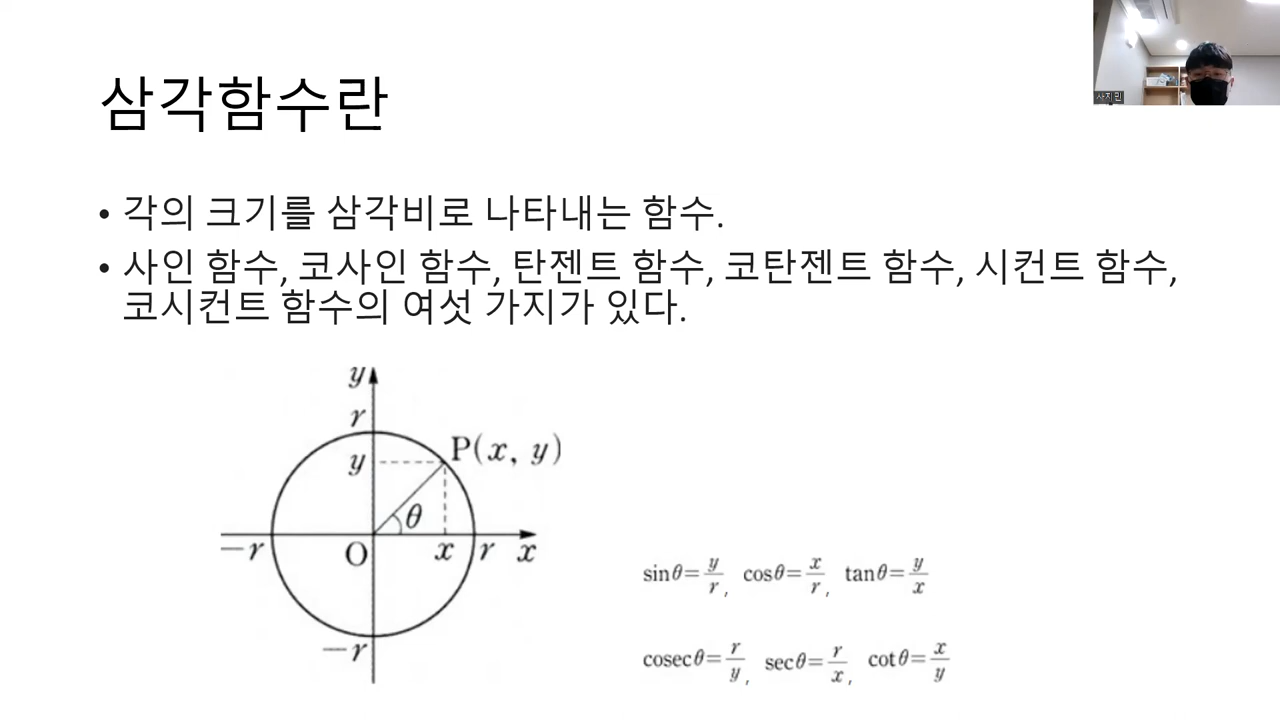 삼각함수란
• 각의 크기를 삼각비로 나타내는 함수.
• 사인 함수, 코사인 함수, 탄젠트 함수, 코탄젠트 함수, 시컨트 함수,
코시컨트 함수의 여섯 가지가 있다.
y
r
y
P(x, y)
θ
−r O x r x
−r
sinθ=y/r, cosθ=x/r, tanθ=y/x
cosecθ=r/y, secθ=r/x, cotθ=x/y